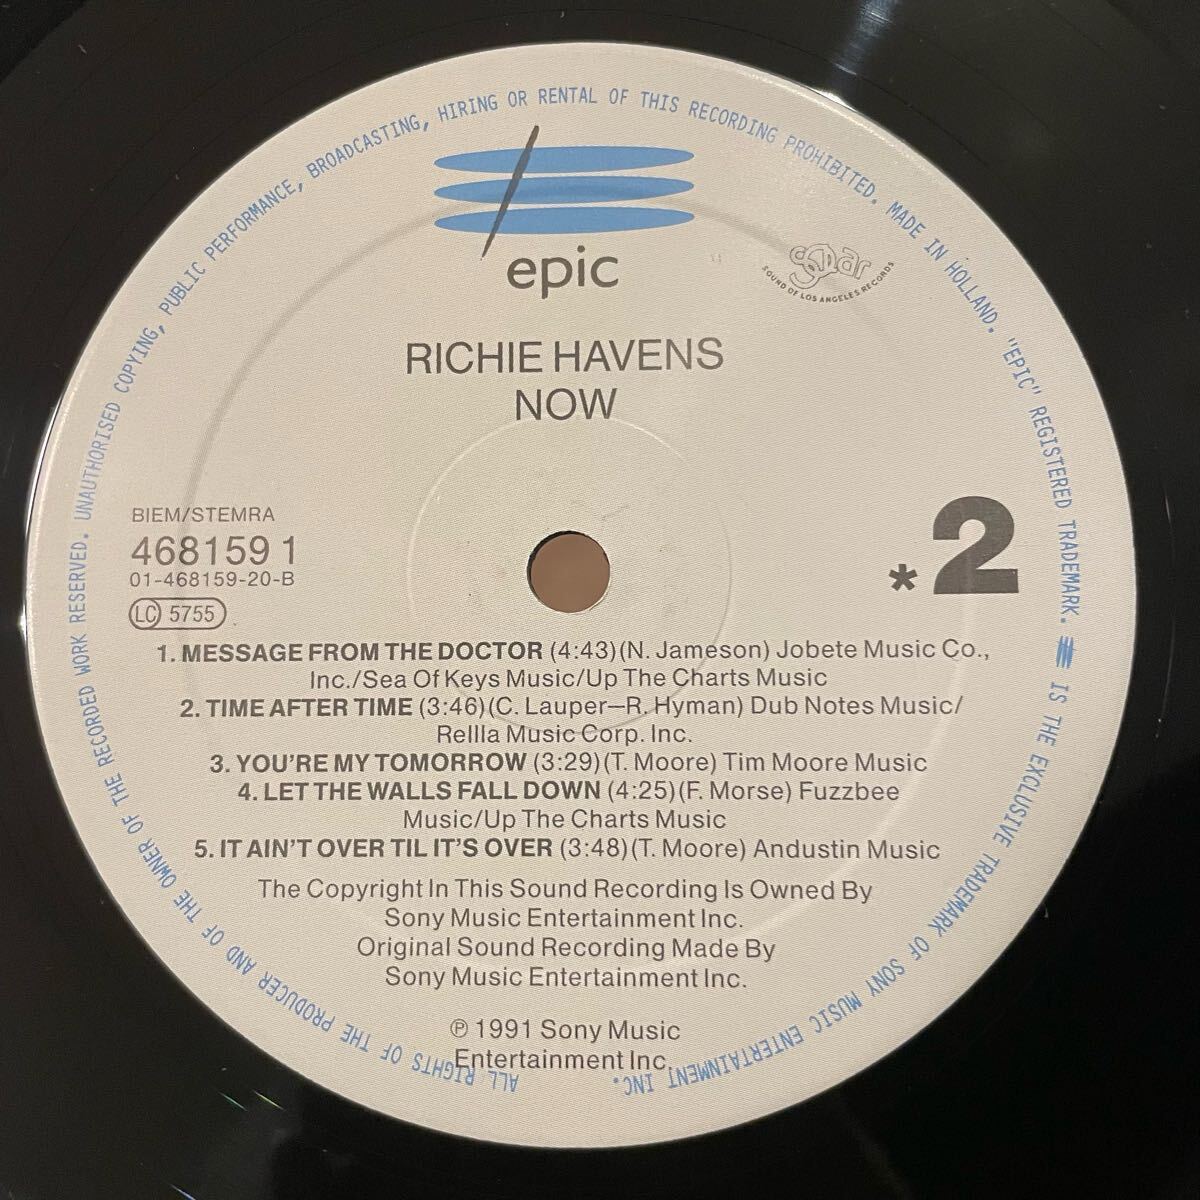 ALL RIGHTS OF THE PRODUCER AND OF THE OWNER OF THE RECORDED WORK RESERVED. UNAUTHORISED COPYING, PUBLIC PERFORMANCE, BROADCASTING, HIRING OR RENTAL OF THIS RECORDING PROHIBITED. MADE IN HOLLAND. "EPIC" REGISTERED TRADEMARK. IS THE EXCLUSIVE TRADEMARK OF SONY MUSIC ENTERTAINMENT INC.
epic
solar
SOUND OF LOS ANGELES RECORDS
RICHIE HAVENS
NOW
BIEM/STEMRA
468159 1
01-468159-20-B
LC 5755
*2
1. MESSAGE FROM THE DOCTOR (4:43)(N. Jameson) Jobete Music Co.,
Inc./Sea Of Keys Music/Up The Charts Music
2. TIME AFTER TIME (3:46)(C. Lauper—R. Hyman) Dub Notes Music/
Rellla Music Corp. Inc.
3. YOU'RE MY TOMORROW (3:29)(T. Moore) Tim Moore Music
4. LET THE WALLS FALL DOWN (4:25)(F. Morse) Fuzzbee
Music/Up The Charts Music
5. IT AIN'T OVER TIL IT'S OVER (3:48)(T. Moore) Andustin Music
The Copyright In This Sound Recording Is Owned By
Sony Music Entertainment Inc.
Original Sound Recording Made By
Sony Music Entertainment Inc.
℗ 1991 Sony Music
Entertainment Inc.